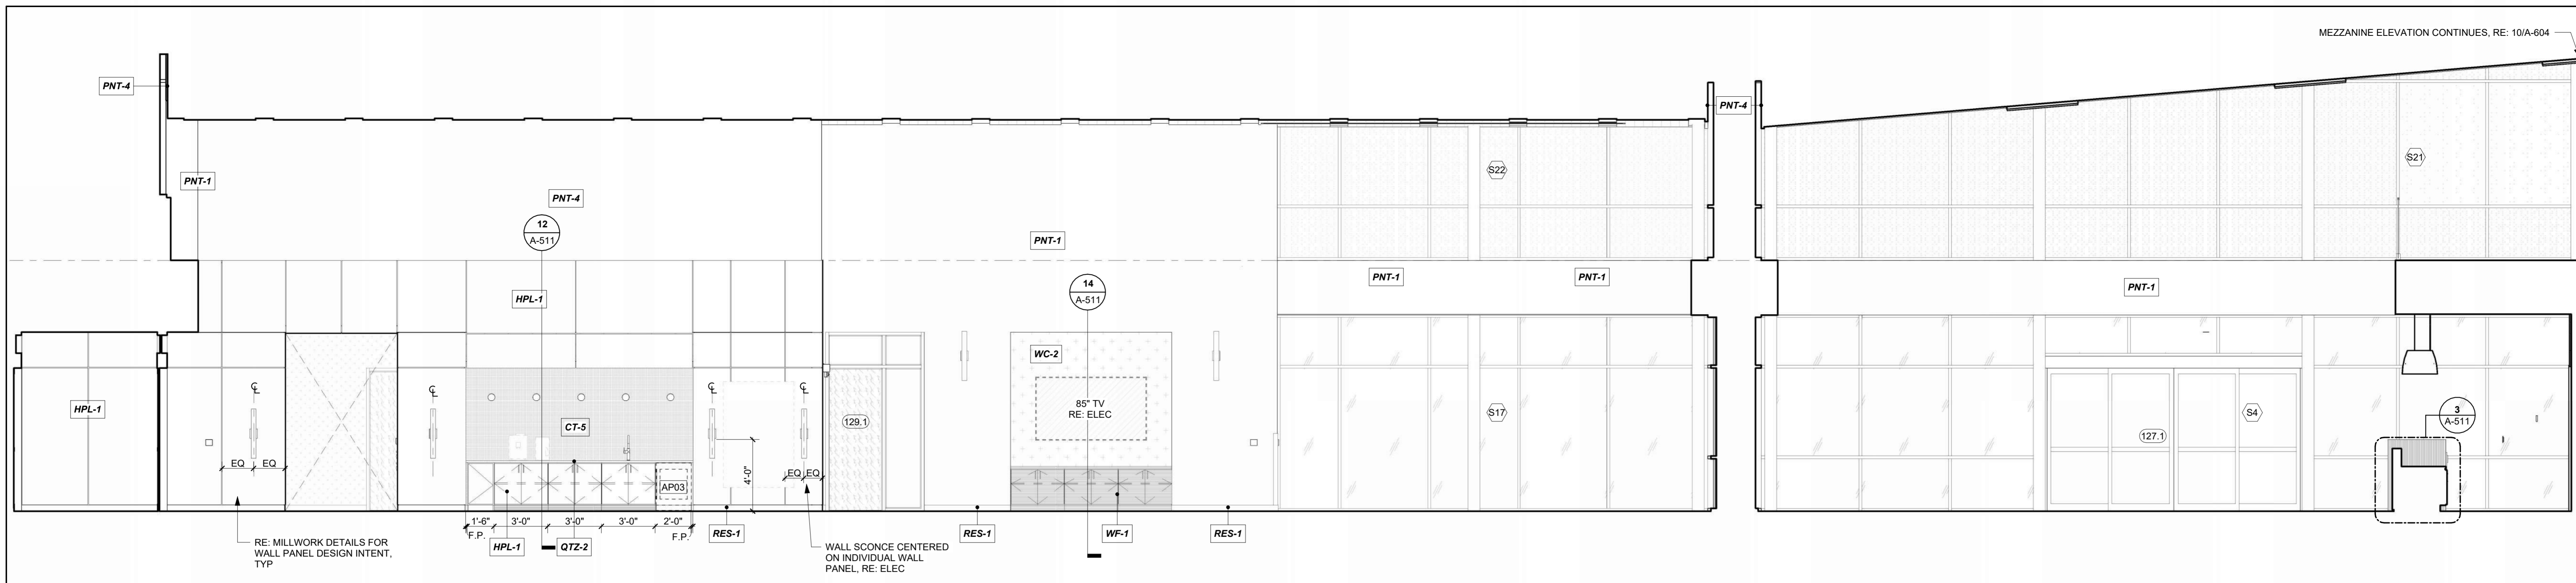 MEZZANINE ELEVATION CONTINUES, RE: 10/A-604
PNT-4
PNT-4
PNT-1
PNT-4
S22
S21
12
A-511
PNT-1
PNT-1
PNT-1
PNT-1
HPL-1
14
A-511
WC-2
HPL-1
℄
℄
℄
℄
85" TV
RE: ELEC
CT-5
129.1
S17
127.1
S4
3
A-511
EQ
EQ
4'-0"
EQ
EQ
AP03
1'-6"
3'-0"
3'-0"
3'-0"
2'-0"
F.P.
F.P.
HPL-1
QTZ-2
RES-1
RES-1
WF-1
RES-1
RE: MILLWORK DETAILS FOR
WALL PANEL DESIGN INTENT,
TYP
WALL SCONCE CENTERED
ON INDIVIDUAL WALL
PANEL, RE: ELEC